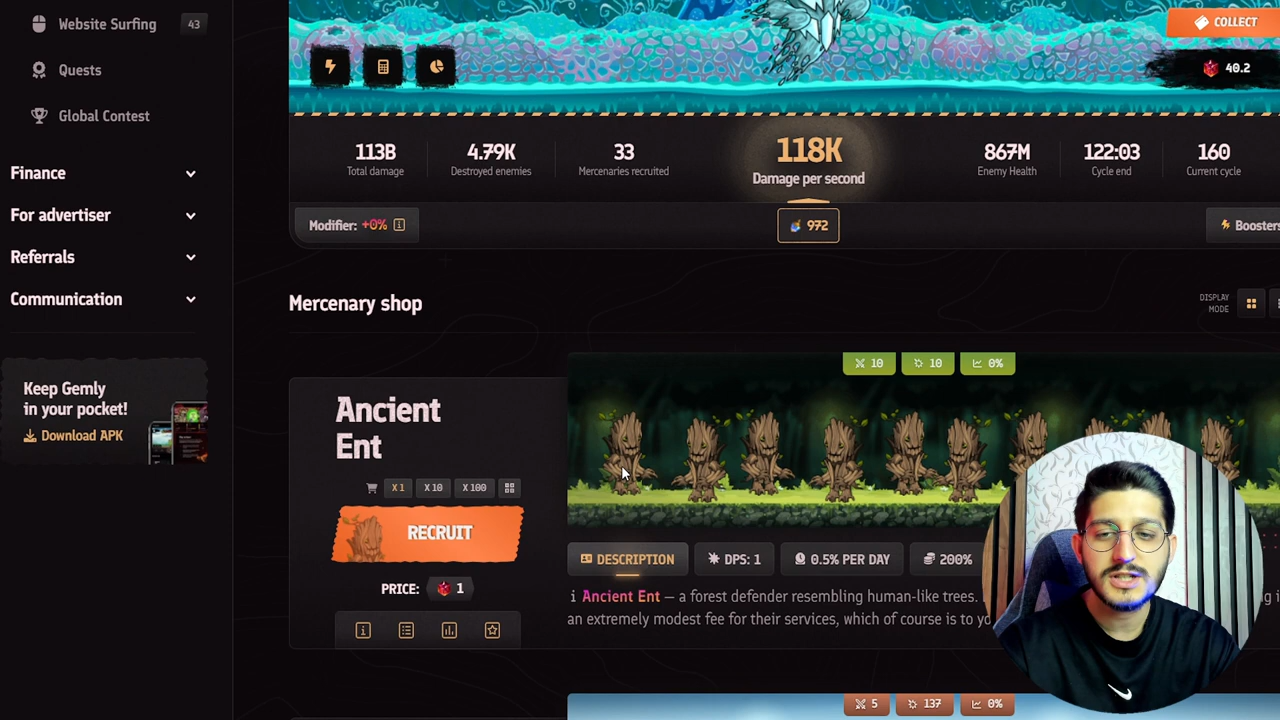 Website Surfing 43
Quests
Global Contest
Finance
For advertiser
Referrals
Communication
Keep Gemly
in your pocket!
Download APK
COLLECT
40.2
113B
Total damage
4.79K
Destroyed enemies
33
Mercenaries recruited
118K
Damage per second
867M
Enemy Health
122:03
Cycle end
160
Current cycle
Modifier: +0%
972
Boosters
Mercenary shop
DISPLAY
MODE
10 10 0%
Ancient
Ent
X1 X10 X100
RECRUIT
PRICE: 1
DESCRIPTION DPS: 1 0.5% PER DAY 200%
Ancient Ent — a forest defender resembling human-like trees.
an extremely modest fee for their services, which of course is to yo
5 137 0%